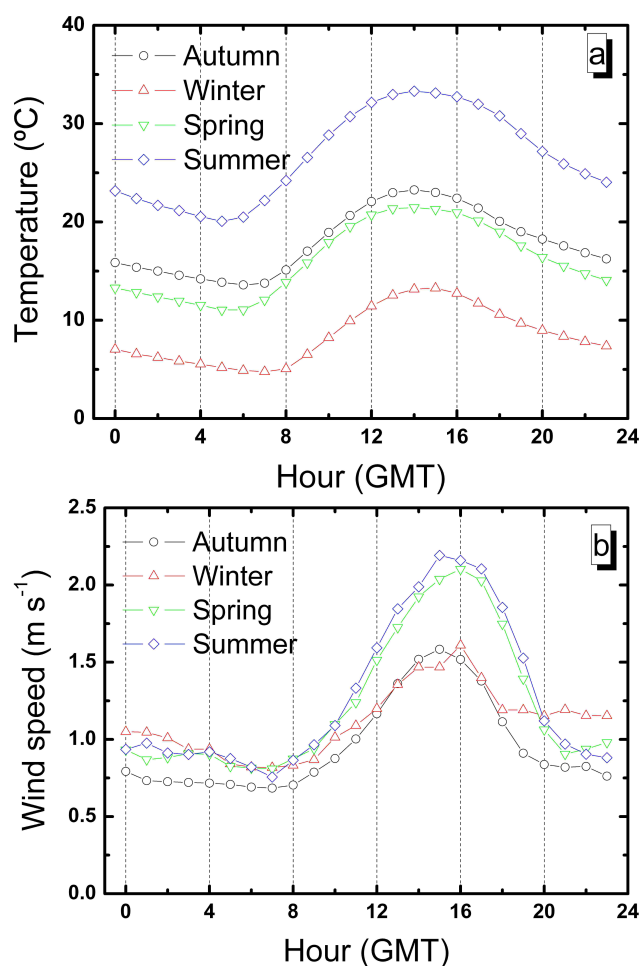 a
Temperature (ºC)
40
30
20
10
0
Autumn
Winter
Spring
Summer
0 4 8 12 16 20 24
Hour (GMT)
b
Wind speed (m s⁻¹)
2.5
2.0
1.5
1.0
0.5
0.0
Autumn
Winter
Spring
Summer
0 4 8 12 16 20 24
Hour (GMT)